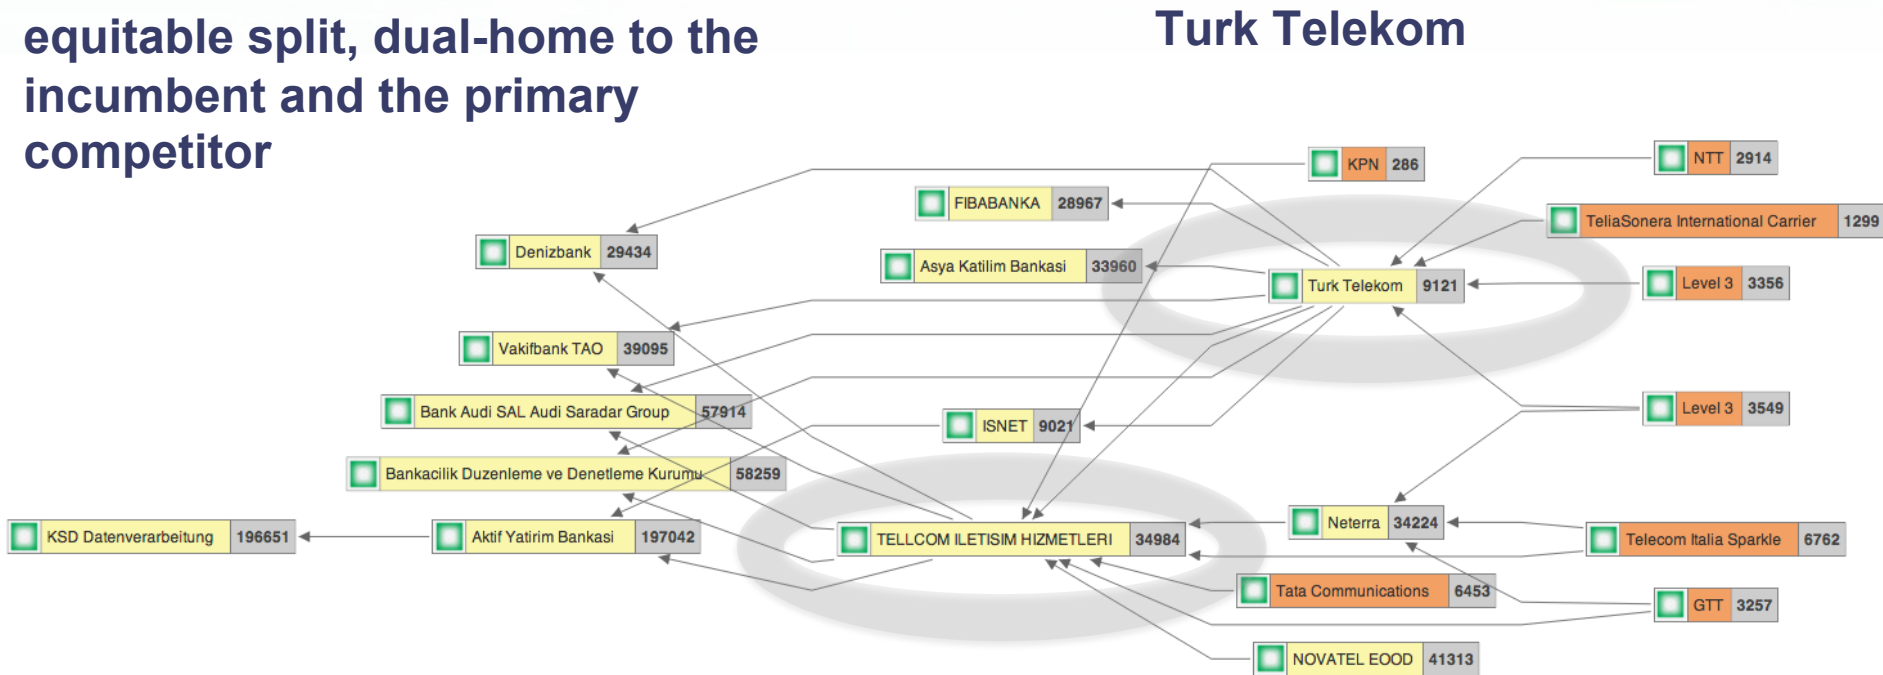 equitable split, dual-home to the
incumbent and the primary
competitor
Turk Telekom
KPN 286
NTT 2914
FIBABANKA 28967
TeliaSonera International Carrier 1299
Denizbank 29434
Asya Katilim Bankasi 33960
Turk Telekom 9121
Level 3 3356
Vakifbank TAO 39095
Bank Audi SAL Audi Saradar Group 57914
Level 3 3549
ISNET 9021
Bankacilik Duzenleme ve Denetleme Kurumu 58259
KSD Datenverarbeitung 196651
Aktif Yatirim Bankasi 197042
TELLCOM ILETISIM HIZMETLERI 34984
Neterra 34224
Telecom Italia Sparkle 6762
Tata Communications 6453
GTT 3257
NOVATEL EOOD 41313